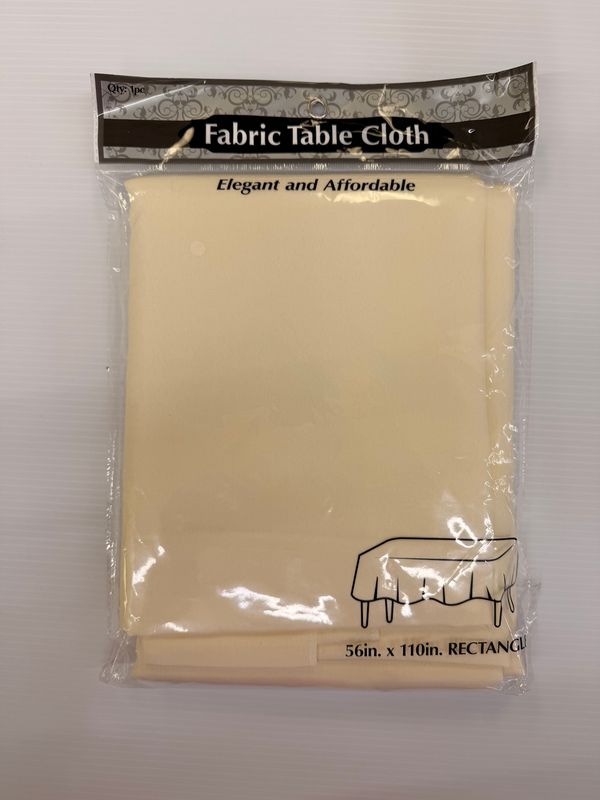 Qty: 1pc
Fabric Table Cloth
Elegant and Affordable
56in. x 110in. RECTANGL